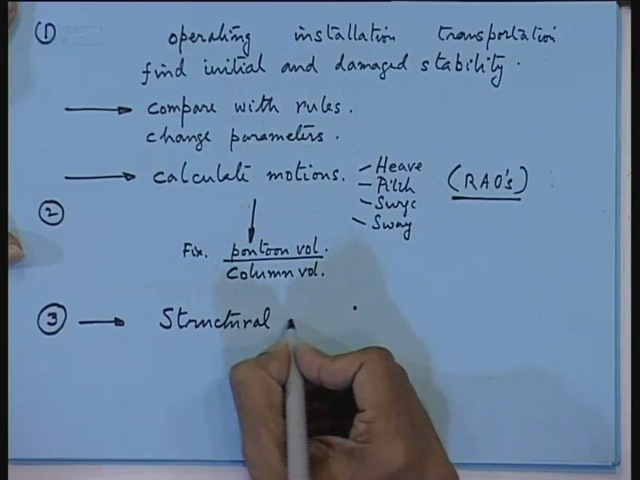 ① operating installation transportation
find initial and damaged stability.
→ compare with rules.
change parameters.
→ calculate motions. - Heave
- Pitch
- Surge
- Sway
(RAO's)
②
Fix. pontoon vol.
Column vol.
③ → Structural